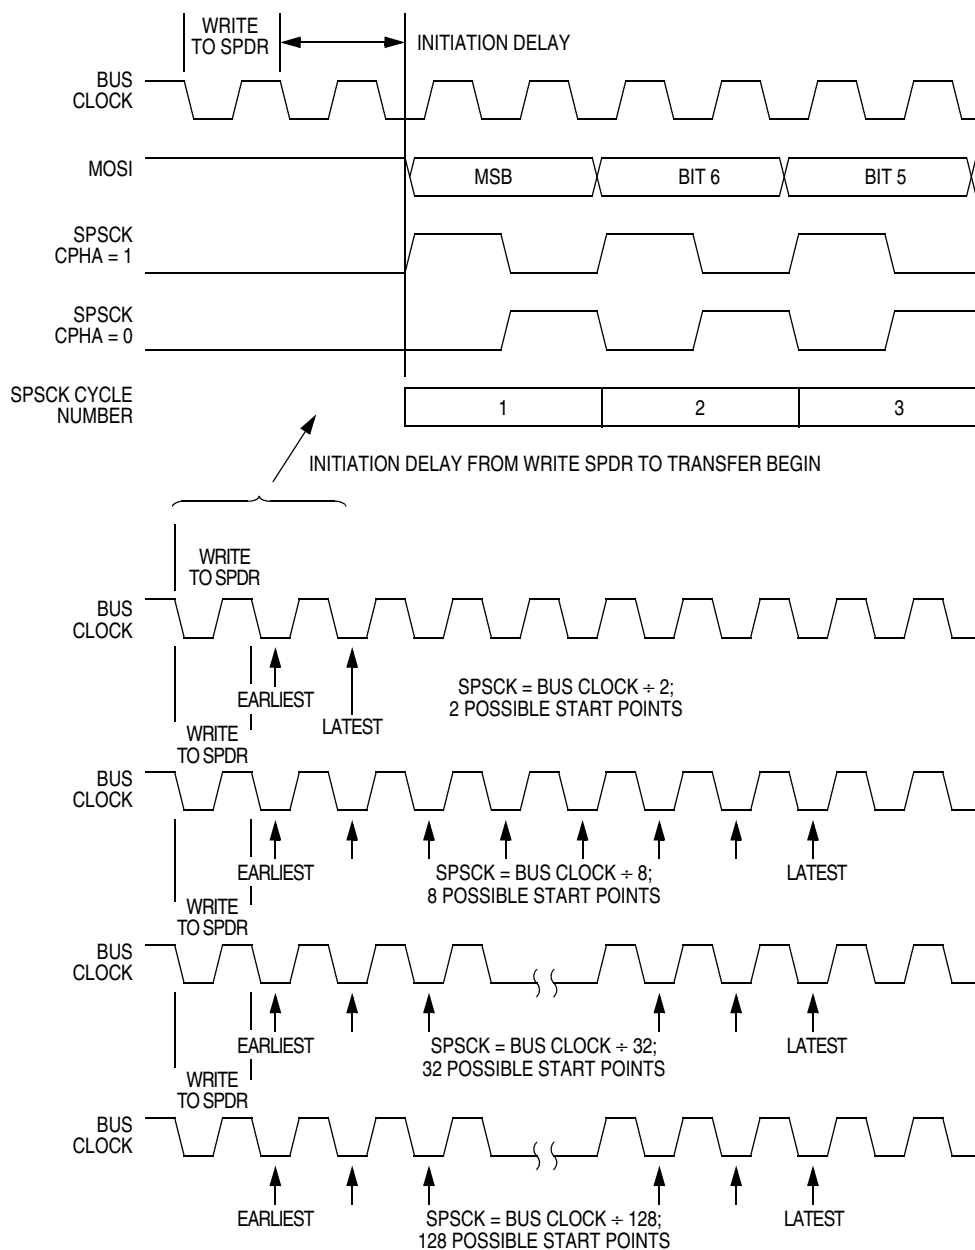 WRITE
TO SPDR
INITIATION DELAY
BUS
CLOCK
MOSI
MSB
BIT 6
BIT 5
SPSCK
CPHA = 1
SPSCK
CPHA = 0
SPSCK CYCLE
NUMBER
1
2
3
INITIATION DELAY FROM WRITE SPDR TO TRANSFER BEGIN
WRITE
TO SPDR
BUS
CLOCK
EARLIEST
LATEST
SPSCK = BUS CLOCK ÷ 2;
2 POSSIBLE START POINTS
WRITE
TO SPDR
BUS
CLOCK
EARLIEST
SPSCK = BUS CLOCK ÷ 8;
8 POSSIBLE START POINTS
LATEST
WRITE
TO SPDR
BUS
CLOCK
EARLIEST
SPSCK = BUS CLOCK ÷ 32;
32 POSSIBLE START POINTS
LATEST
WRITE
TO SPDR
BUS
CLOCK
EARLIEST
SPSCK = BUS CLOCK ÷ 128;
128 POSSIBLE START POINTS
LATEST